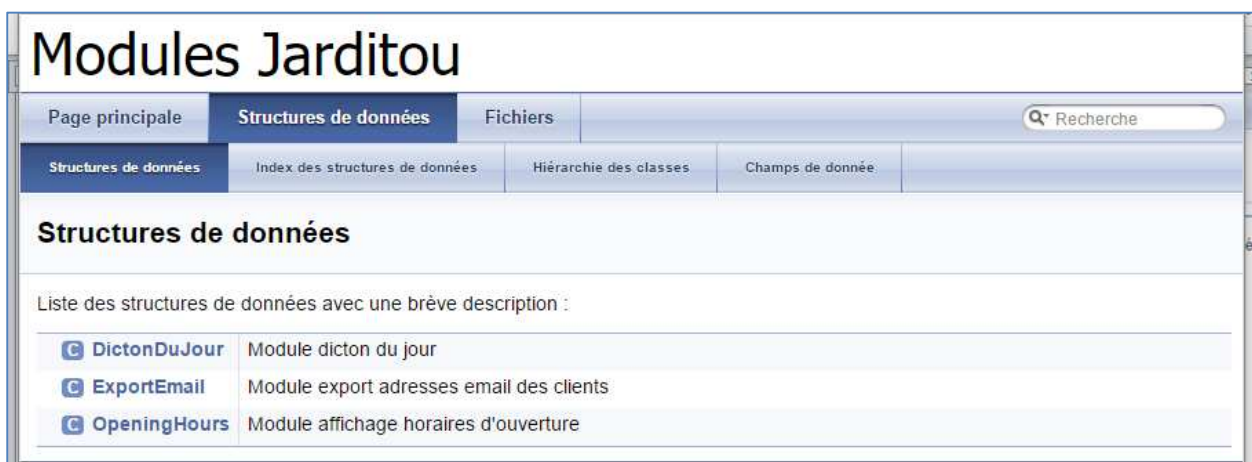 Modules Jarditou
Page principale Structures de données Fichiers Recherche
Structures de données Index des structures de données Hiérarchie des classes Champs de donnée
Structures de données
Liste des structures de données avec une brève description :
C DictonDuJour Module dicton du jour
C ExportEmail Module export adresses email des clients
C OpeningHours Module affichage horaires d'ouverture